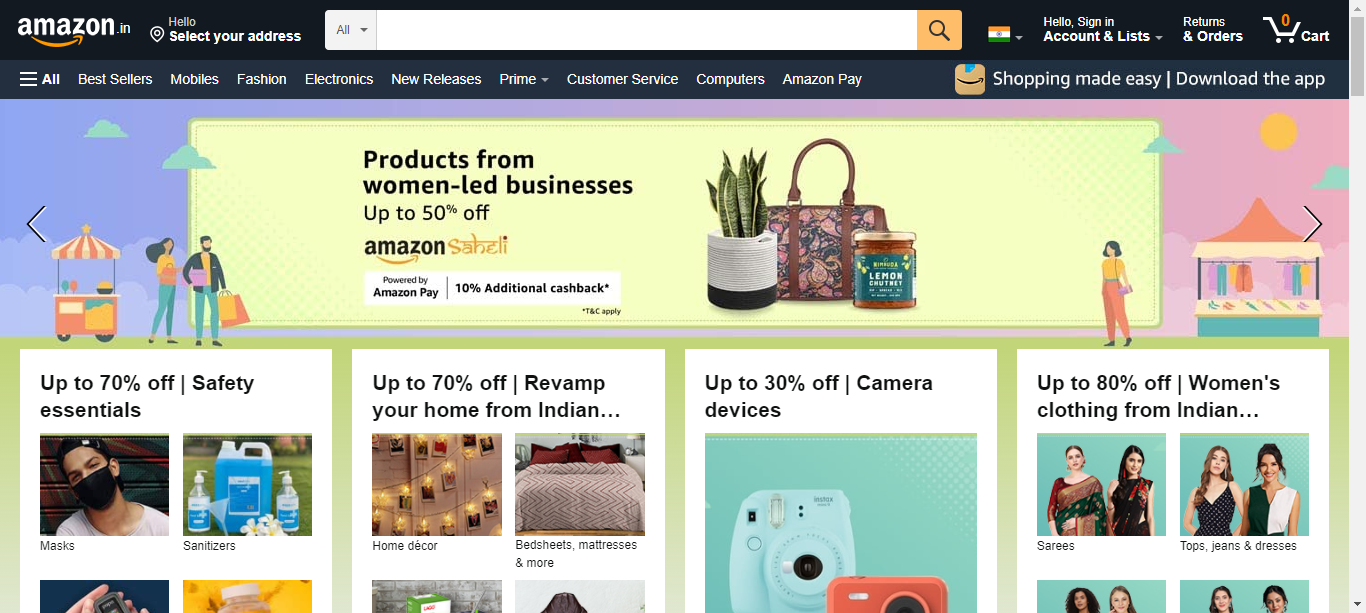 amazon.in
Hello
Select your address
All
Hello, Sign in
Account & Lists
Returns
& Orders
0
Cart
All
Best Sellers
Mobiles
Fashion
Electronics
New Releases
Prime
Customer Service
Computers
Amazon Pay
Shopping made easy | Download the app
Products from
women-led businesses
Up to 50% off
amazon Saheli
Powered by
Amazon Pay
10% Additional cashback*
*T&C apply
LEMON
CHUTNEY
Up to 70% off | Safety
essentials
Up to 70% off | Revamp
your home from Indian…
Up to 30% off | Camera
devices
Up to 80% off | Women's
clothing from Indian…
instax
Masks
Sanitizers
Home décor
Bedsheets, mattresses
& more
Sarees
Tops, jeans & dresses